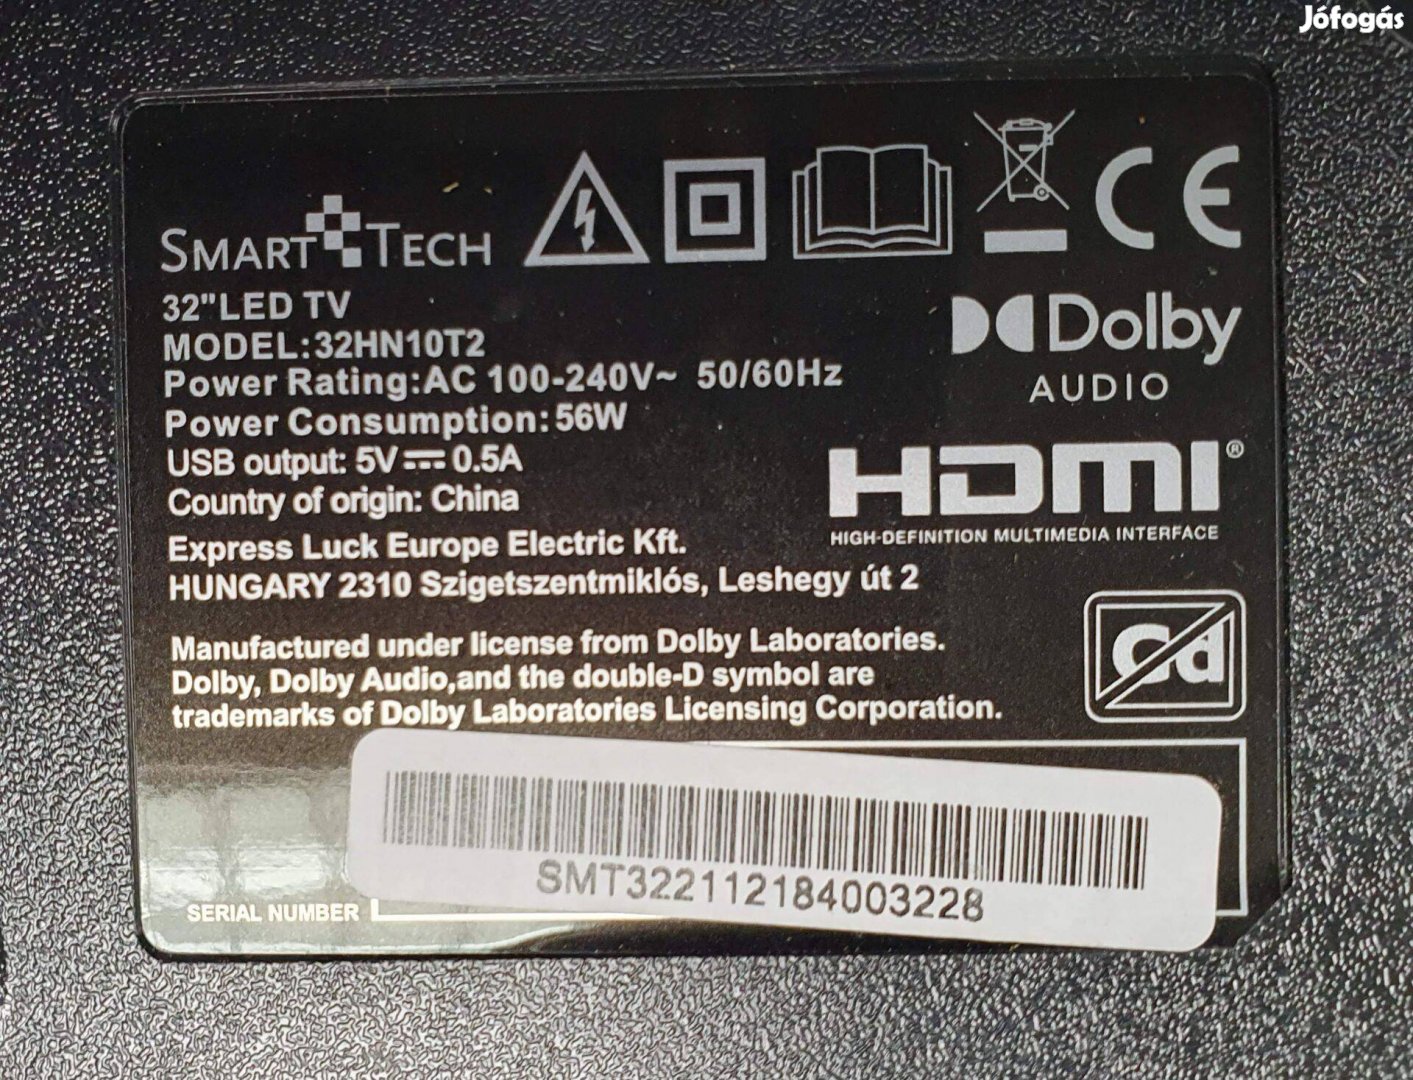 Jófogás
SMART TECH
CE
32"LED TV
MODEL:32HN10T2
Power Rating:AC 100-240V~ 50/60Hz
Power Consumption:56W
USB output: 5V⎓0.5A
Country of origin: China
Dolby
AUDIO
HDMI®
HIGH-DEFINITION MULTIMEDIA INTERFACE
Express Luck Europe Electric Kft.
HUNGARY 2310 Szigetszentmiklós, Leshegy út 2
Manufactured under license from Dolby Laboratories.
Dolby, Dolby Audio,and the double-D symbol are
trademarks of Dolby Laboratories Licensing Corporation.
Pb
SMT322112184003228
SERIAL NUMBER